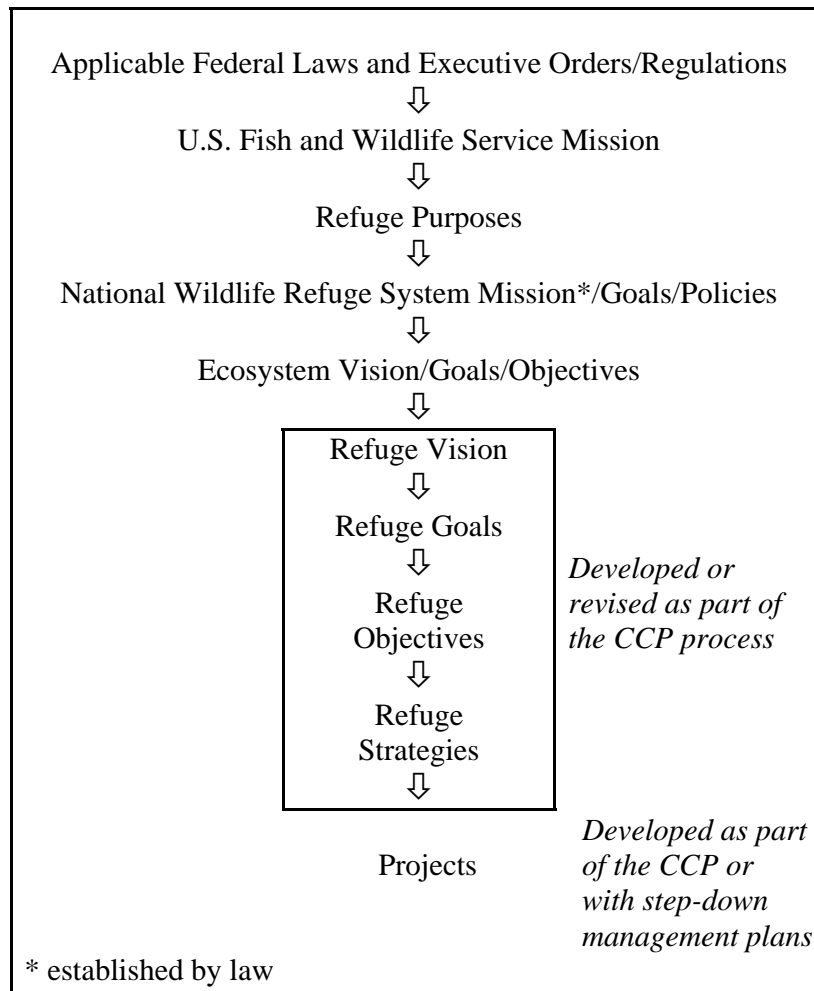 Applicable Federal Laws and Executive Orders/Regulations
⇩
U.S. Fish and Wildlife Service Mission
⇩
Refuge Purposes
⇩
National Wildlife Refuge System Mission*/Goals/Policies
⇩
Ecosystem Vision/Goals/Objectives
⇩
Refuge Vision
⇩
Refuge Goals
⇩
Refuge
Objectives
⇩
Refuge
Strategies
⇩
Developed or
revised as part of
the CCP process
Projects
Developed as part
of the CCP or
with step-down
management plans
* established by law